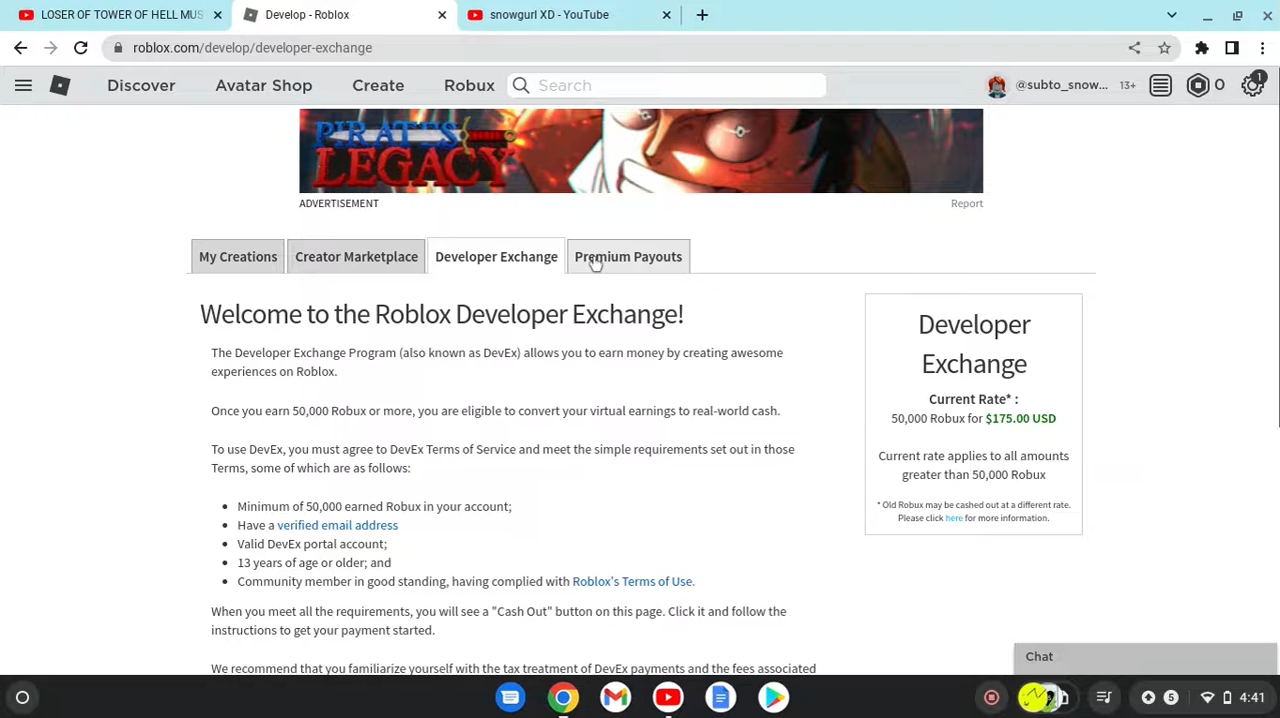 LOSER OF TOWER OF HELL MUS
Develop - Roblox
snowgurl XD - YouTube
roblox.com/develop/developer-exchange
Discover Avatar Shop Create Robux Search @subto_snow... 13+ 0 1
PIRATES
LEGACY
ADVERTISEMENT Report
My Creations Creator Marketplace Developer Exchange Premium Payouts
Welcome to the Roblox Developer Exchange!
The Developer Exchange Program (also known as DevEx) allows you to earn money by creating awesome
experiences on Roblox.
Once you earn 50,000 Robux or more, you are eligible to convert your virtual earnings to real-world cash.
To use DevEx, you must agree to DevEx Terms of Service and meet the simple requirements set out in those
Terms, some of which are as follows:
• Minimum of 50,000 earned Robux in your account;
• Have a verified email address
• Valid DevEx portal account;
• 13 years of age or older; and
• Community member in good standing, having complied with Roblox's Terms of Use.
When you meet all the requirements, you will see a "Cash Out" button on this page. Click it and follow the
instructions to get your payment started.
We recommend that you familiarize yourself with the tax treatment of DevEx payments and the fees associated
Developer
Exchange
Current Rate* :
50,000 Robux for $175.00 USD
Current rate applies to all amounts
greater than 50,000 Robux
* Old Robux may be cashed out at a different rate.
Please click here for more information.
Chat
5 4:41